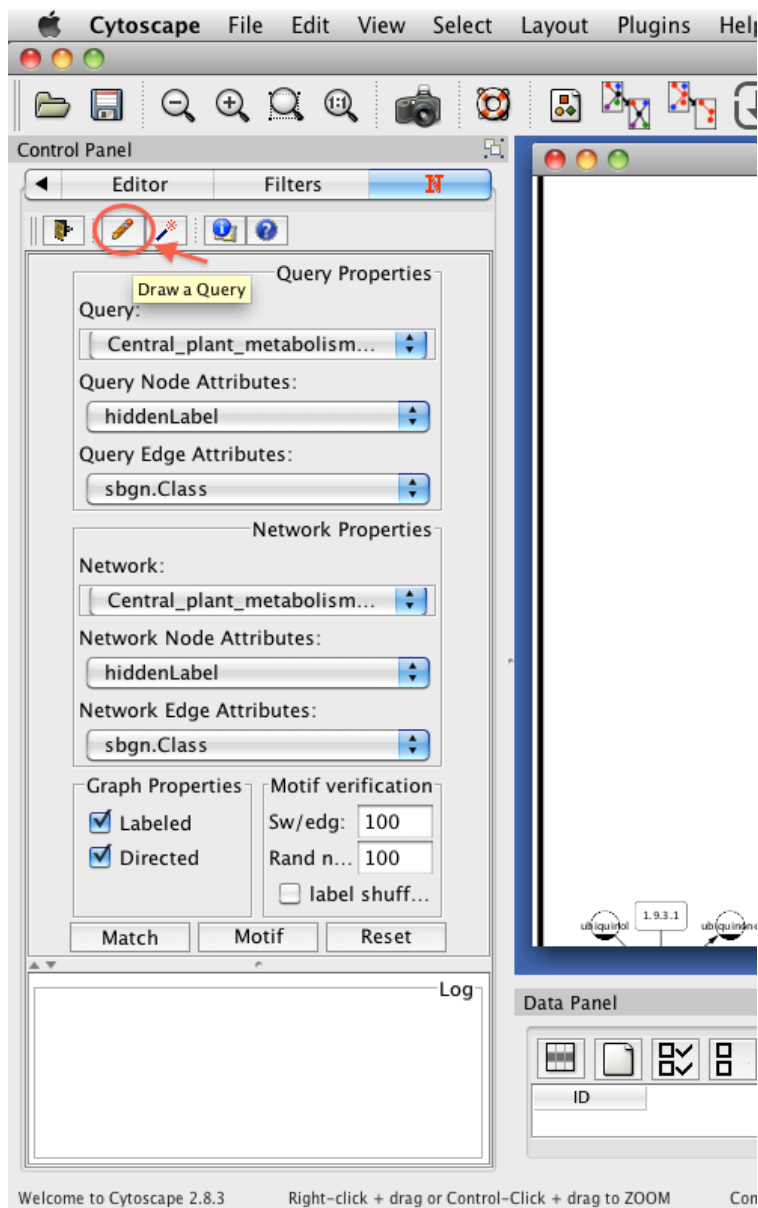 Cytoscape File Edit View Select Layout Plugins Help
1:1
Control Panel
Editor Filters N
Draw a Query
Query Properties
Query:
Central_plant_metabolism...
Query Node Attributes:
hiddenLabel
Query Edge Attributes:
sbgn.Class
Network Properties
Network:
Central_plant_metabolism...
Network Node Attributes:
hiddenLabel
Network Edge Attributes:
sbgn.Class
Graph Properties Motif verification
Labeled Sw/edg: 100
Directed Rand n... 100
label shuff...
Match Motif Reset
Log
ubiquinol 1.9.3.1 ubiquinone
Data Panel
ID
Welcome to Cytoscape 2.8.3 Right-click + drag or Control-Click + drag to ZOOM Con